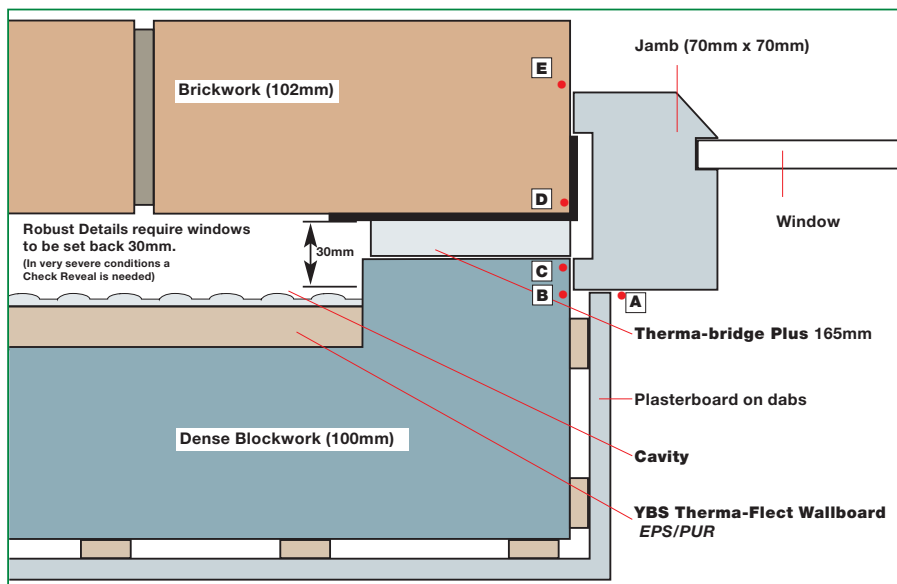 Jamb (70mm x 70mm)
E
Brickwork (102mm)
D
Window
Robust Details require windows
to be set back 30mm.
(In very severe conditions a
Check Reveal is needed)
30mm
C
B
A
Therma-bridge Plus 165mm
Plasterboard on dabs
Dense Blockwork (100mm)
Cavity
YBS Therma-Flect Wallboard
EPS/PUR